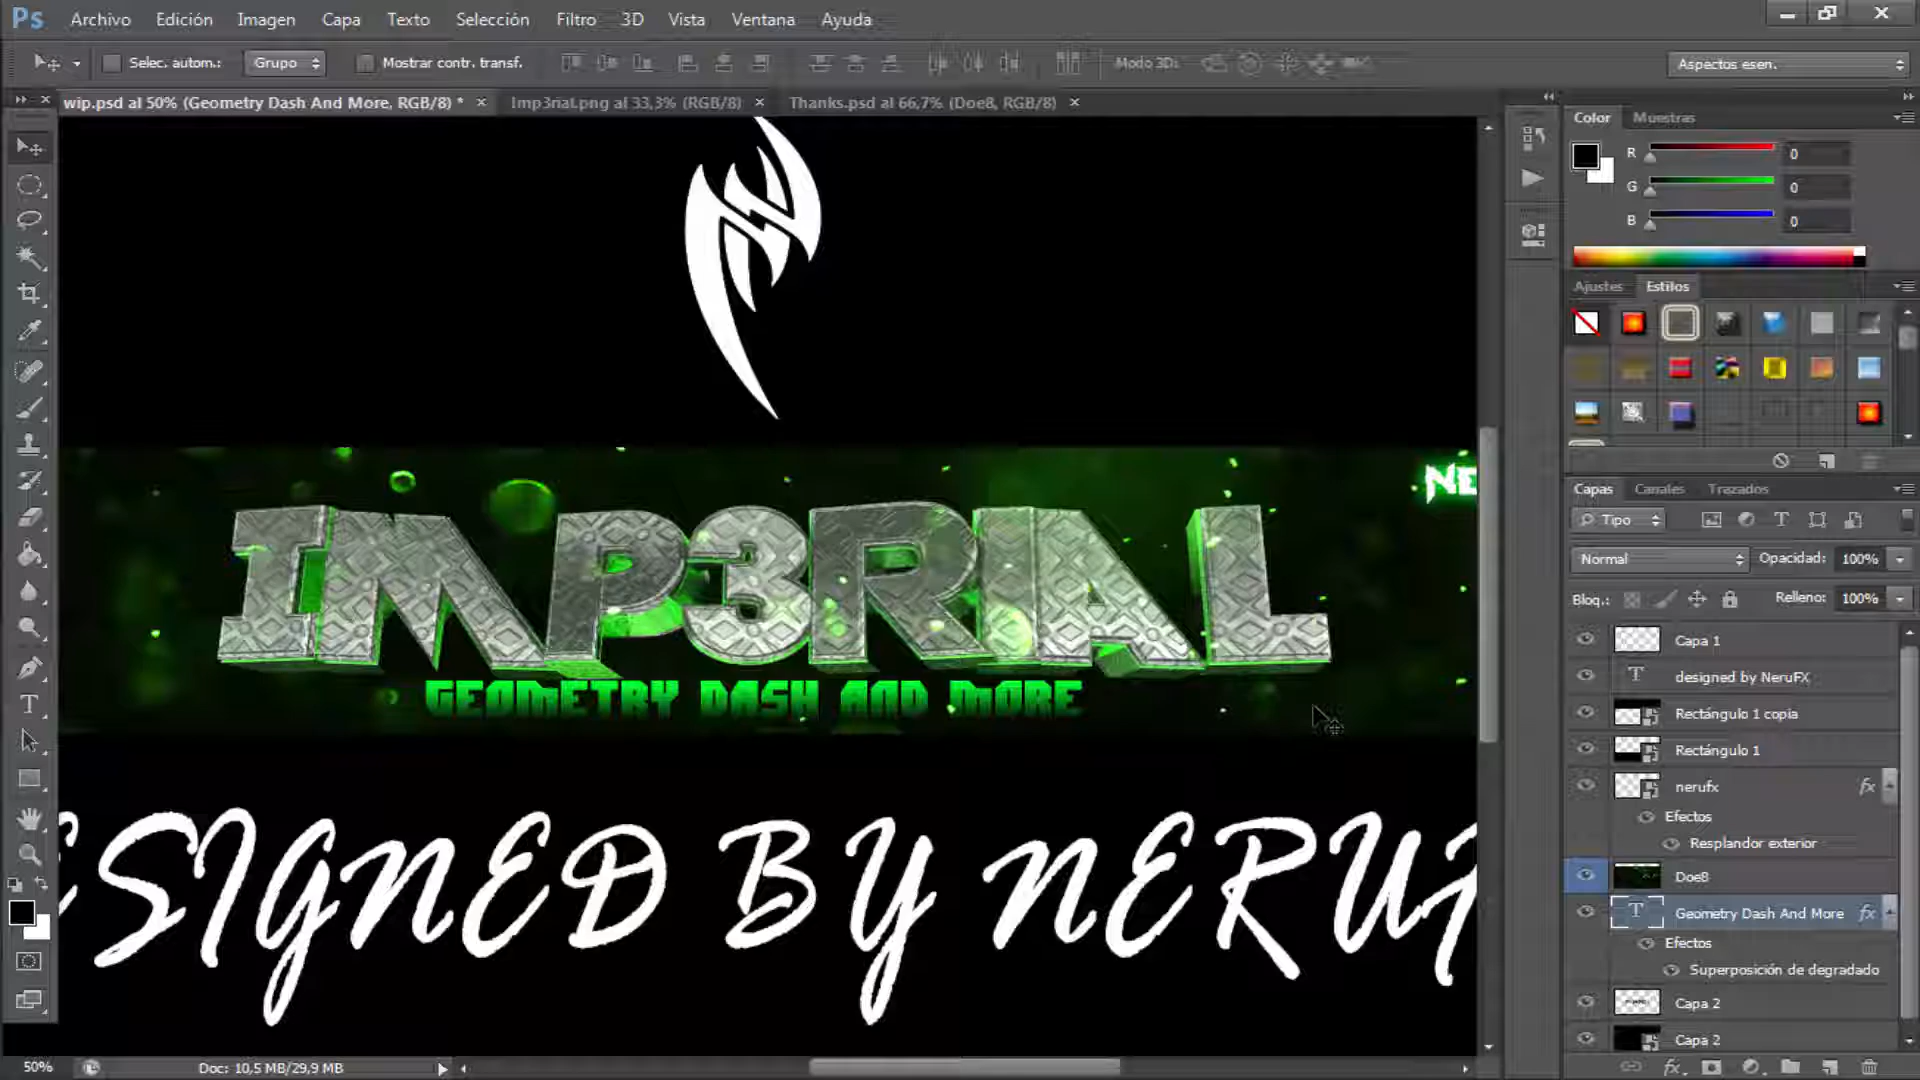 Ps Archivo Edición Imagen Capa Texto Selección Filtro 3D Vista Ventana Ayuda
Selec. autom.: Grupo Mostrar contr. transf. Modo 3D: Aspectos esen.
wip.psd al 50% (Geometry Dash And More, RGB/8) * × Imp3rial.png al 33,3% (RGB/8) × Thanks.psd al 66,7% (Doe8, RGB/8) ×
Color Muestras
R 0
G 0
B 0
Ajustes Estilos
NE
IMP3RIAL
GEOMETRY DASH AND MORE
ESIGNED BY NERUF
Capas Canales Trazados
Tipo
Normal Opacidad: 100%
Bloq.: Relleno: 100%
Capa 1
designed by NeruFX
Rectángulo 1 copia
Rectángulo 1
nerufx fx
Efectos
Resplandor exterior
Doe8
Geometry Dash And More fx
Efectos
Superposición de degradado
Capa 2
Capa 2
50% Doc: 10,5 MB/29,9 MB